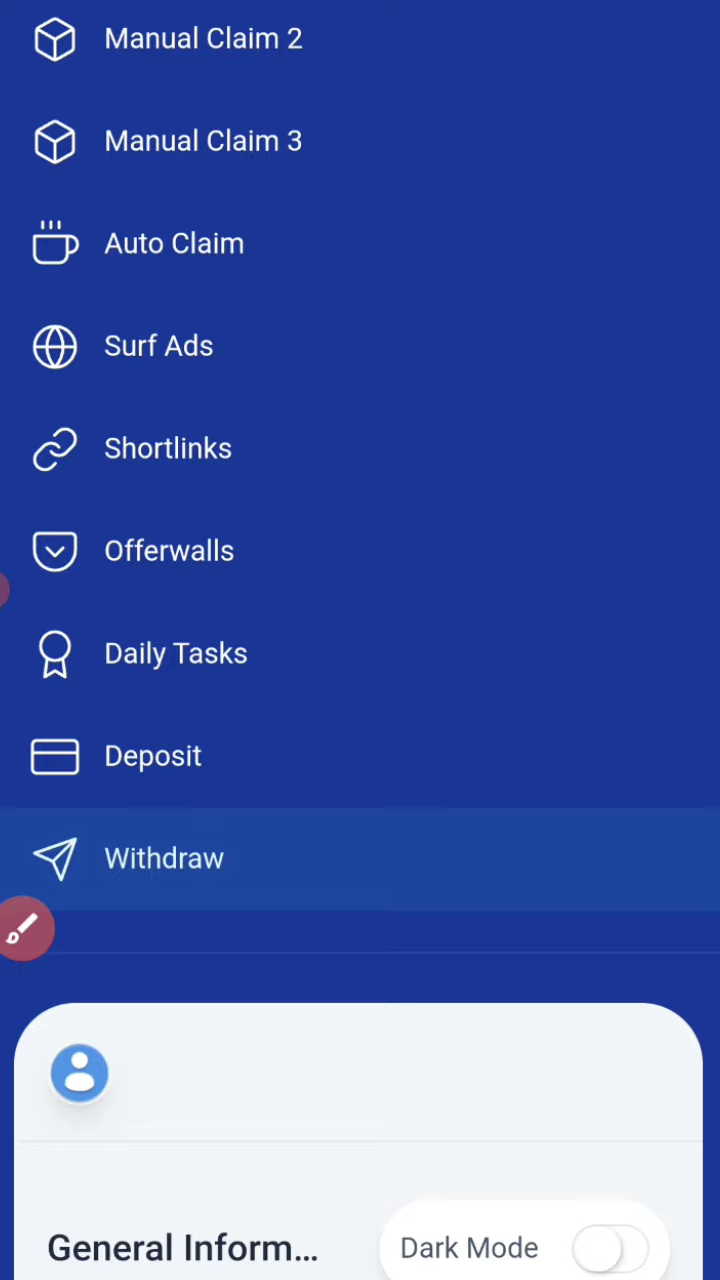 Manual Claim 2
Manual Claim 3
Auto Claim
Surf Ads
Shortlinks
Offerwalls
Daily Tasks
Deposit
Withdraw
General Inform...
Dark Mode